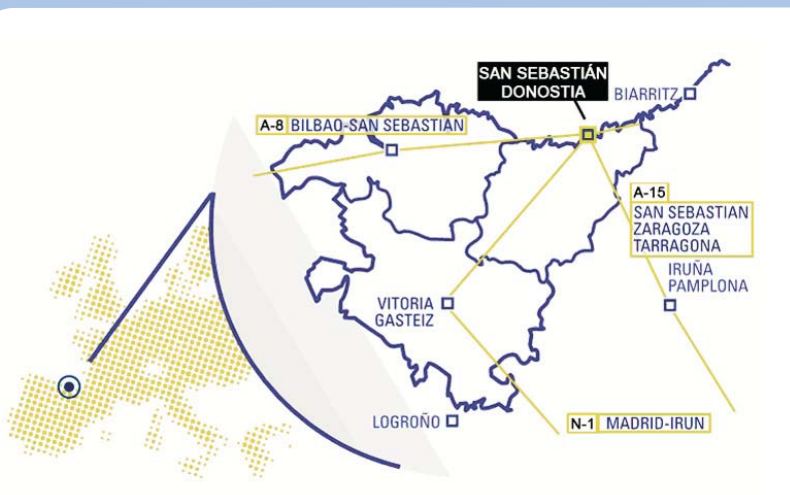 SAN SEBASTIÁN
DONOSTIA
BIARRITZ
A-8 BILBAO-SAN SEBASTIAN
A-15
SAN SEBASTIAN
ZARAGOZA
TARRAGONA
IRUÑA
PAMPLONA
VITORIA
GASTEIZ
LOGROÑO
N-1 MADRID-IRUN